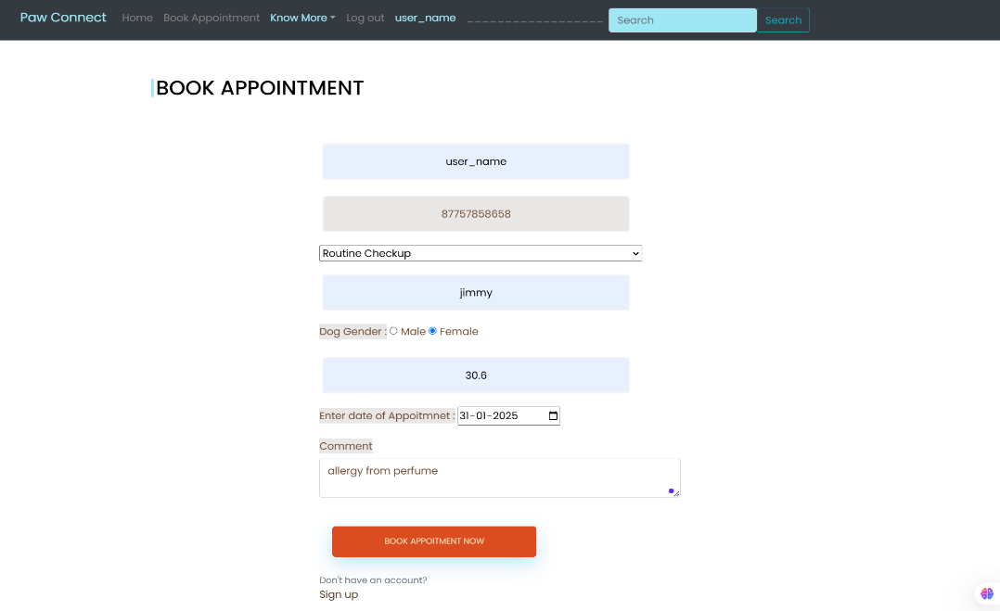 Paw Connect Home Book Appointment Know More Log out user_name __________________ Search Search
BOOK APPOINTMENT
user_name
87757858658
Routine Checkup
jimmy
Dog Gender : Male Female
30.6
Enter date of Appoitmnet : 31-01-2025
Comment
allergy from perfume
BOOK APPOITMENT NOW
Don't have an account?
Sign up